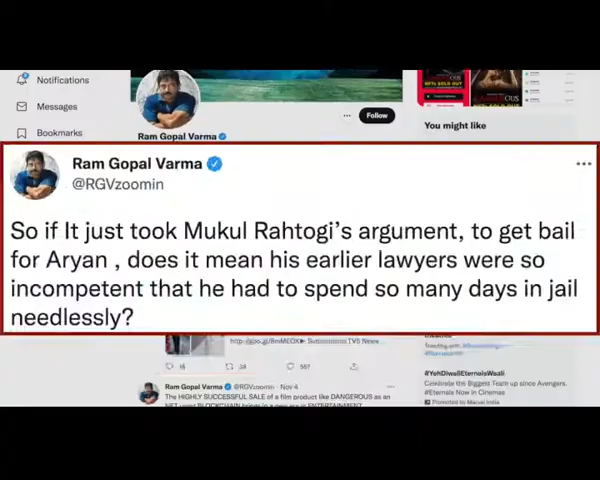 Notifications
Messages
Bookmarks
Ram Gopal Varma
Follow
You might like
Ram Gopal Varma
@RGVzoomin
So if It just took Mukul Rahtogi's argument, to get bail
for Aryan , does it mean his earlier lawyers were so
incompetent that he had to spend so many days in jail
needlessly?
557
#YehDiwaliEternalsWaali
Celebrate the Biggest Team up since Avengers.
#Eternals Now in Cinemas
Promoted by Marvel India
Ram Gopal Varma @RGVzoomin · Nov 4
The HIGHLY SUCCESSFUL SALE of a film product like DANGEROUS as an